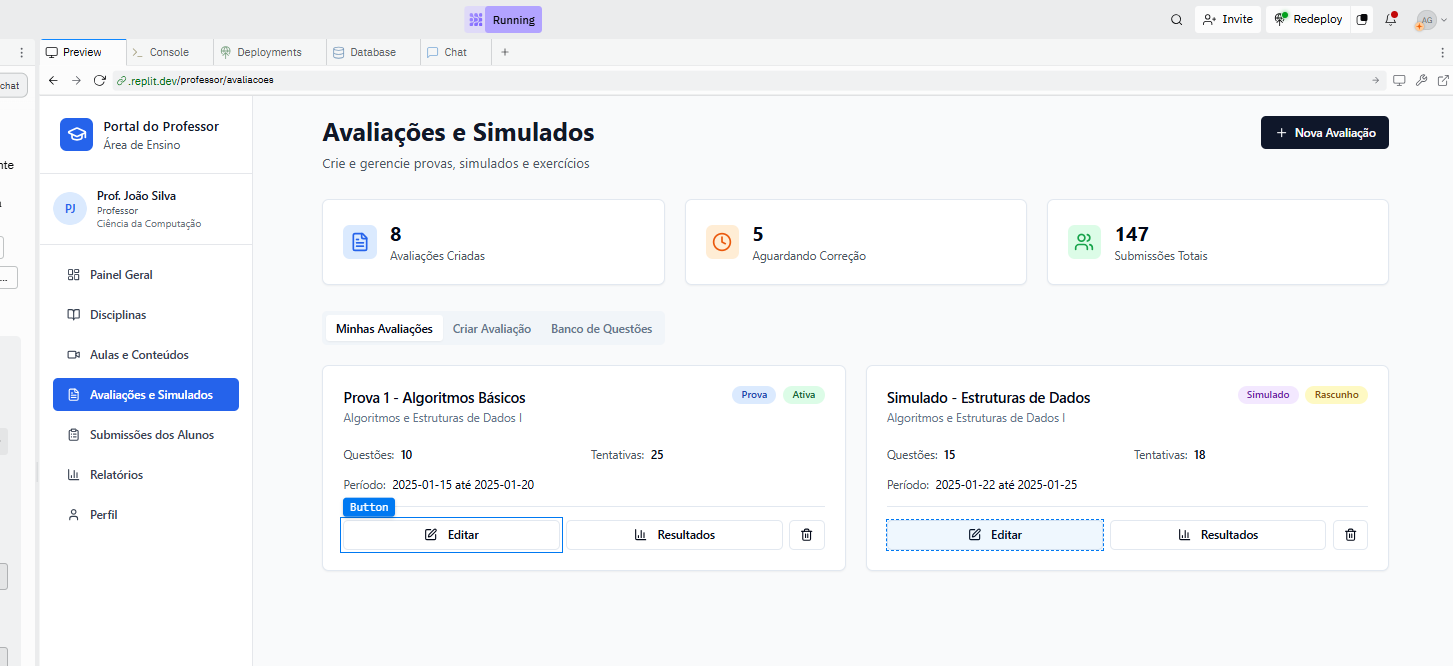 Running
Invite
Redeploy
AG
Preview
>_ Console
Deployments
Database
Chat
+
.replit.dev/professor/avaliacoes
chat
Portal do Professor
Área de Ensino
PJ
Prof. João Silva
Professor
Ciência da Computação
Painel Geral
Disciplinas
Aulas e Conteúdos
Avaliações e Simulados
Submissões dos Alunos
Relatórios
Perfil
Avaliações e Simulados
Crie e gerencie provas, simulados e exercícios
+ Nova Avaliação
8
Avaliações Criadas
5
Aguardando Correção
147
Submissões Totais
Minhas Avaliações Criar Avaliação Banco de Questões
Prova 1 - Algoritmos Básicos Prova Ativa
Algoritmos e Estruturas de Dados I
Questões: 10 Tentativas: 25
Período: 2025-01-15 até 2025-01-20
Button
Editar Resultados
Simulado - Estruturas de Dados Simulado Rascunho
Algoritmos e Estruturas de Dados I
Questões: 15 Tentativas: 18
Período: 2025-01-22 até 2025-01-25
Editar Resultados